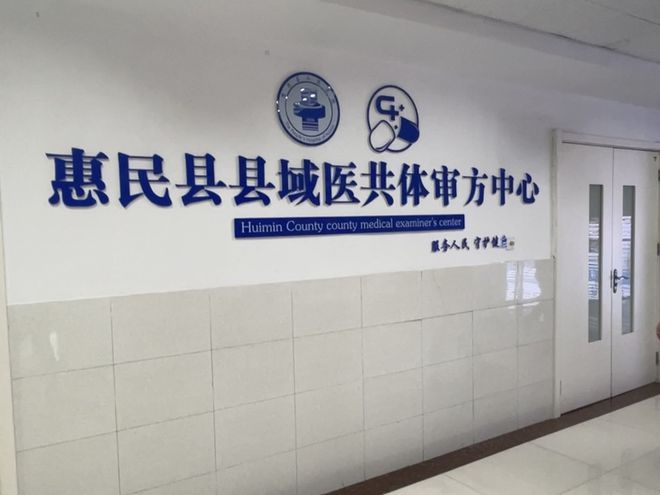 惠民县县域医共体审方中心
Huimin County county medical examiner's center
服务人民 守护健